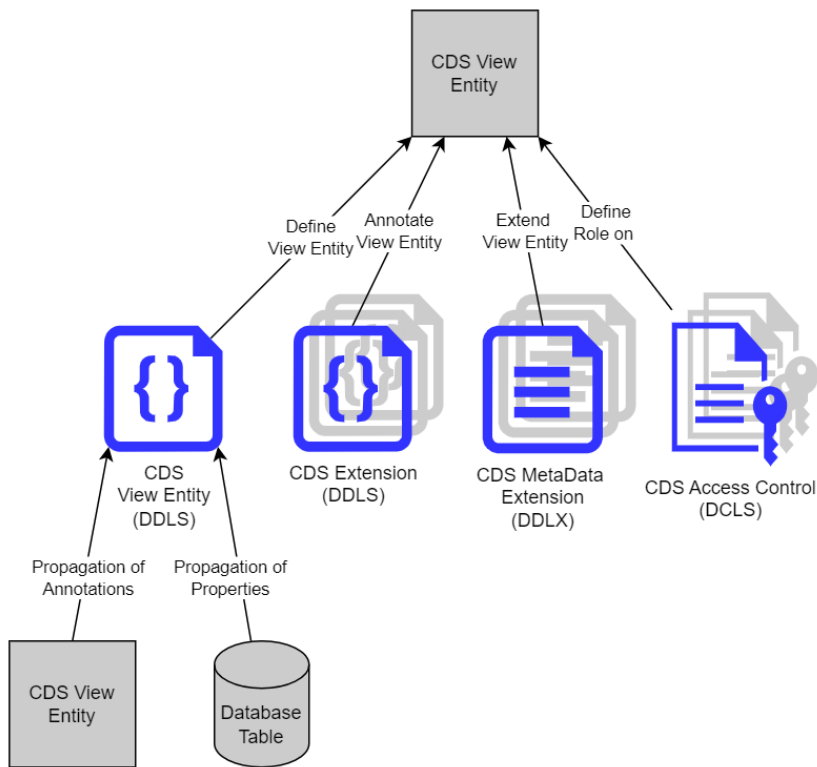 CDS View
Entity
Define
View Entity
Annotate
View Entity
Extend
View Entity
Define
Role on
CDS
View Entity
(DDLS)
CDS Extension
(DDLS)
CDS MetaData
Extension
(DDLX)
CDS Access Control
(DCLS)
Propagation of
Annotations
Propagation of
Properties
CDS View
Entity
Database
Table